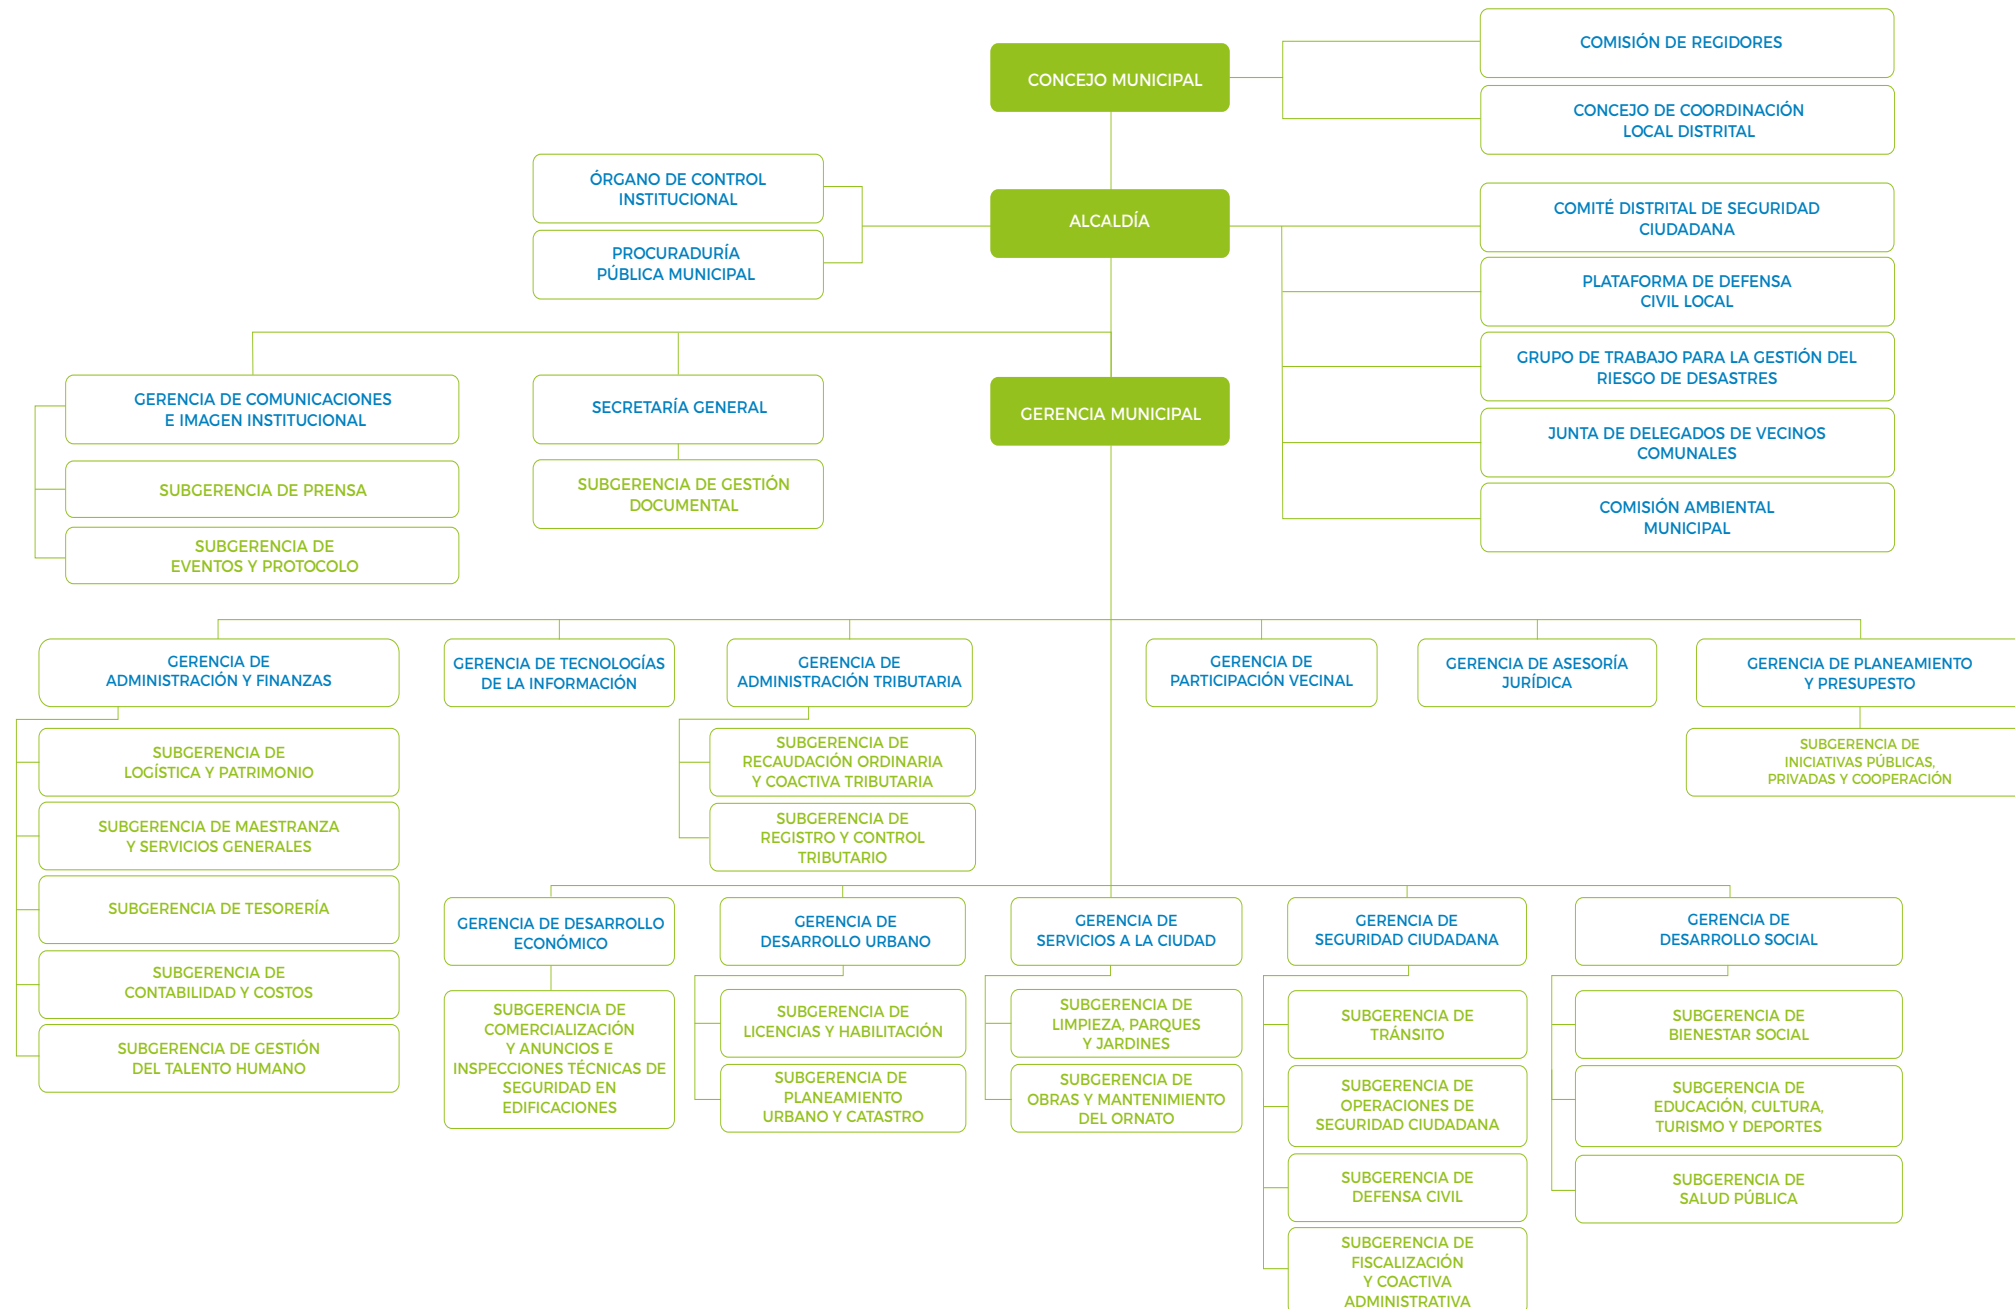 COMISIÓN DE REGIDORES
CONCEJO MUNICIPAL
CONCEJO DE COORDINACIÓN
LOCAL DISTRITAL
ÓRGANO DE CONTROL
INSTITUCIONAL
PROCURADURÍA
PÚBLICA MUNICIPAL
ALCALDÍA
COMITÉ DISTRITAL DE SEGURIDAD
CIUDADANA
PLATAFORMA DE DEFENSA
CIVIL LOCAL
GRUPO DE TRABAJO PARA LA GESTIÓN DEL
RIESGO DE DESASTRES
JUNTA DE DELEGADOS DE VECINOS
COMUNALES
COMISIÓN AMBIENTAL
MUNICIPAL
GERENCIA DE COMUNICACIONES
E IMAGEN INSTITUCIONAL
SUBGERENCIA DE PRENSA
SUBGERENCIA DE
EVENTOS Y PROTOCOLO
SECRETARÍA GENERAL
SUBGERENCIA DE GESTIÓN
DOCUMENTAL
GERENCIA MUNICIPAL
GERENCIA DE
ADMINISTRACIÓN Y FINANZAS
SUBGERENCIA DE
LOGÍSTICA Y PATRIMONIO
SUBGERENCIA DE MAESTRANZA
Y SERVICIOS GENERALES
SUBGERENCIA DE TESORERÍA
SUBGERENCIA DE
CONTABILIDAD Y COSTOS
SUBGERENCIA DE GESTIÓN
DEL TALENTO HUMANO
GERENCIA DE TECNOLOGÍAS
DE LA INFORMACIÓN
GERENCIA DE
ADMINISTRACIÓN TRIBUTARIA
SUBGERENCIA DE
RECAUDACIÓN ORDINARIA
Y COACTIVA TRIBUTARIA
SUBGERENCIA DE
REGISTRO Y CONTROL
TRIBUTARIO
GERENCIA DE
PARTICIPACIÓN VECINAL
GERENCIA DE ASESORÍA
JURÍDICA
GERENCIA DE PLANEAMIENTO
Y PRESUPESTO
SUBGERENCIA DE
INICIATIVAS PÚBLICAS,
PRIVADAS Y COOPERACIÓN
GERENCIA DE DESARROLLO
ECONÓMICO
SUBGERENCIA DE
COMERCIALIZACIÓN
Y ANUNCIOS E
INSPECCIONES TÉCNICAS DE
SEGURIDAD EN
EDIFICACIONES
GERENCIA DE
DESARROLLO URBANO
SUBGERENCIA DE
LICENCIAS Y HABILITACIÓN
SUBGERENCIA DE
PLANEAMIENTO
URBANO Y CATASTRO
GERENCIA DE
SERVICIOS A LA CIUDAD
SUBGERENCIA DE
LIMPIEZA, PARQUES
Y JARDINES
SUBGERENCIA DE
OBRAS Y MANTENIMIENTO
DEL ORNATO
GERENCIA DE
SEGURIDAD CIUDADANA
SUBGERENCIA DE
TRÁNSITO
SUBGERENCIA DE
OPERACIONES DE
SEGURIDAD CIUDADANA
SUBGERENCIA DE
DEFENSA CIVIL
SUBGERENCIA DE
FISCALIZACIÓN
Y COACTIVA
ADMINISTRATIVA
GERENCIA DE
DESARROLLO SOCIAL
SUBGERENCIA DE
BIENESTAR SOCIAL
SUBGERENCIA DE
EDUCACIÓN, CULTURA,
TURISMO Y DEPORTES
SUBGERENCIA DE
SALUD PÚBLICA